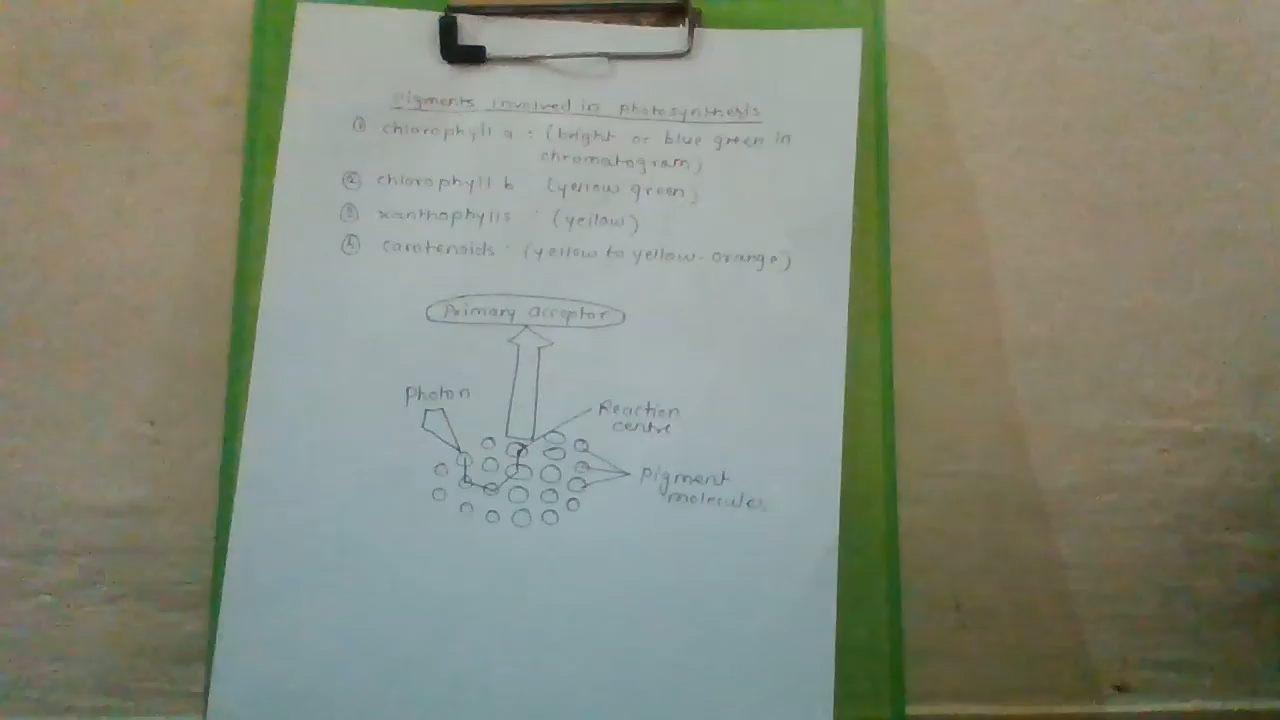 Pigments involved in photosynthesis
① chlorophyll a : (bright or blue green in
chromatogram)
② chlorophyll b (yellow green)
③ xanthophylls : (yellow)
④ carotenoids : (yellow to yellow-orange)
Primary acceptor
Photon
Reaction
centre
Pigment
molecules